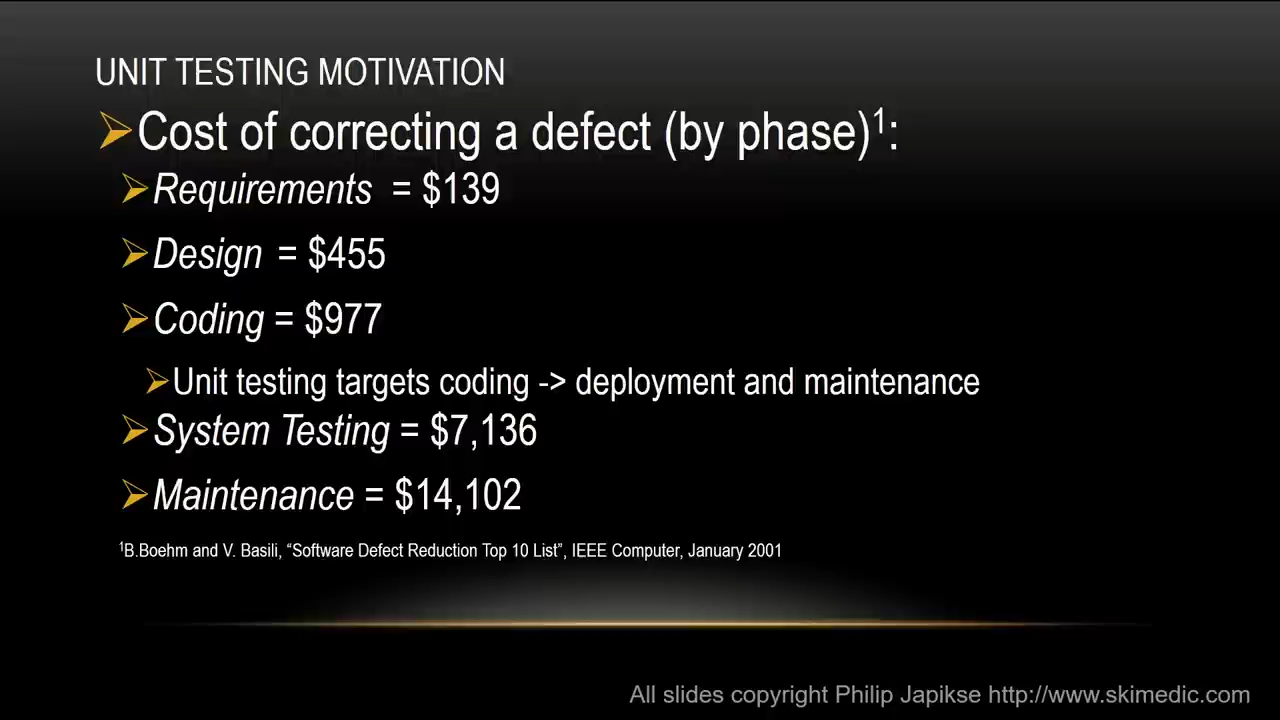 UNIT TESTING MOTIVATION
Cost of correcting a defect (by phase)¹:
Requirements = $139
Design = $455
Coding = $977
Unit testing targets coding -> deployment and maintenance
System Testing = $7,136
Maintenance = $14,102
¹B.Boehm and V. Basili, “Software Defect Reduction Top 10 List”, IEEE Computer, January 2001
All slides copyright Philip Japikse http://www.skimedic.com